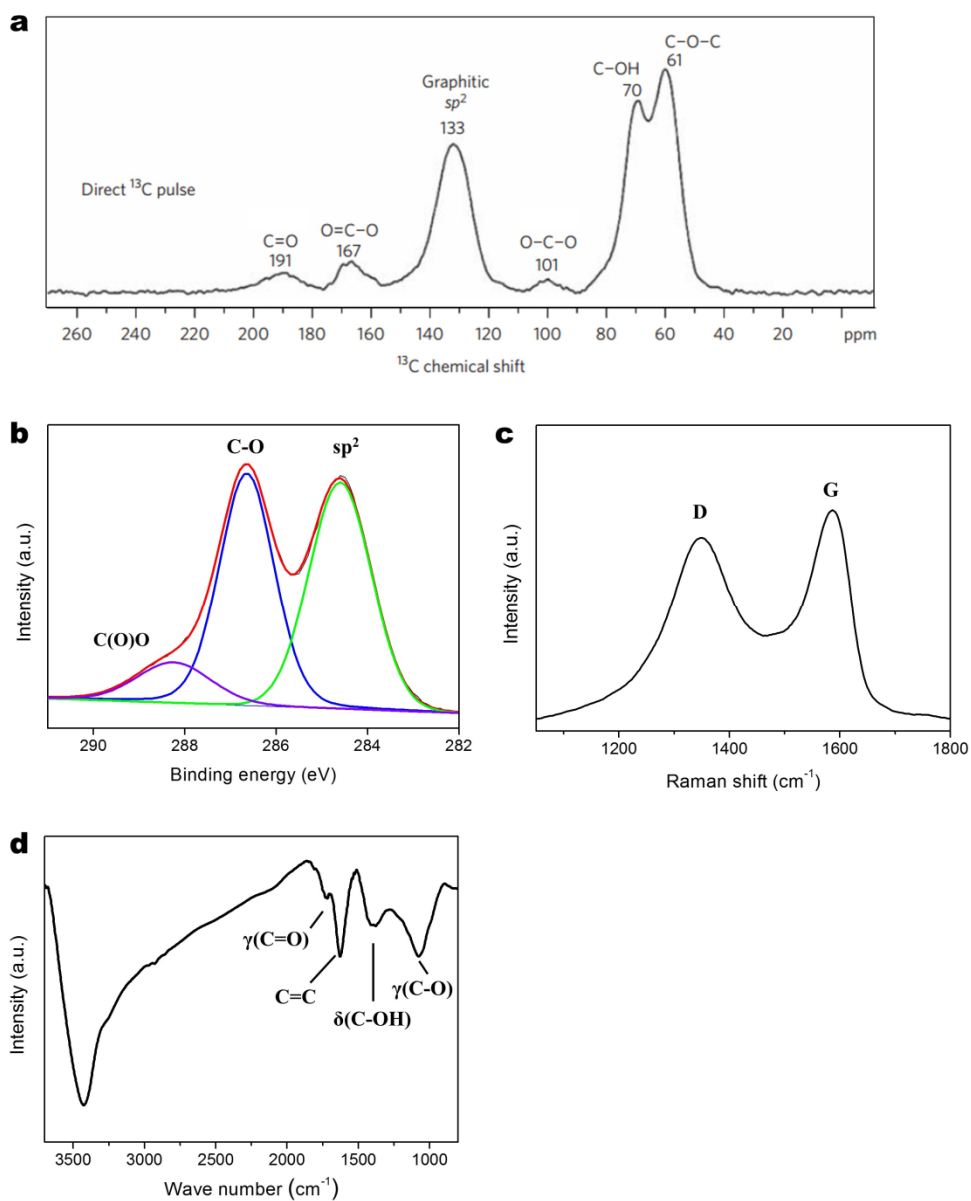 a
C-O-C
C-OH
61
Graphitic
70
sp²
133
Direct ¹³C pulse
O=C-O
C=O
167
O-C-O
191
101
260 240 220 200 180 160 140 120 100 80 60 40 20 ppm
¹³C chemical shift
b
C-O
sp²
C(O)O
Intensity (a.u.)
290 288 286 284 282
Binding energy (eV)
c
D
G
Intensity (a.u.)
1200 1400 1600 1800
Raman shift (cm⁻¹)
d
γ(C=O)
C=C
γ(C-O)
δ(C-OH)
Intensity (a.u.)
3500 3000 2500 2000 1500 1000
Wave number (cm⁻¹)